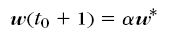 w(t₀ + 1) = αw*